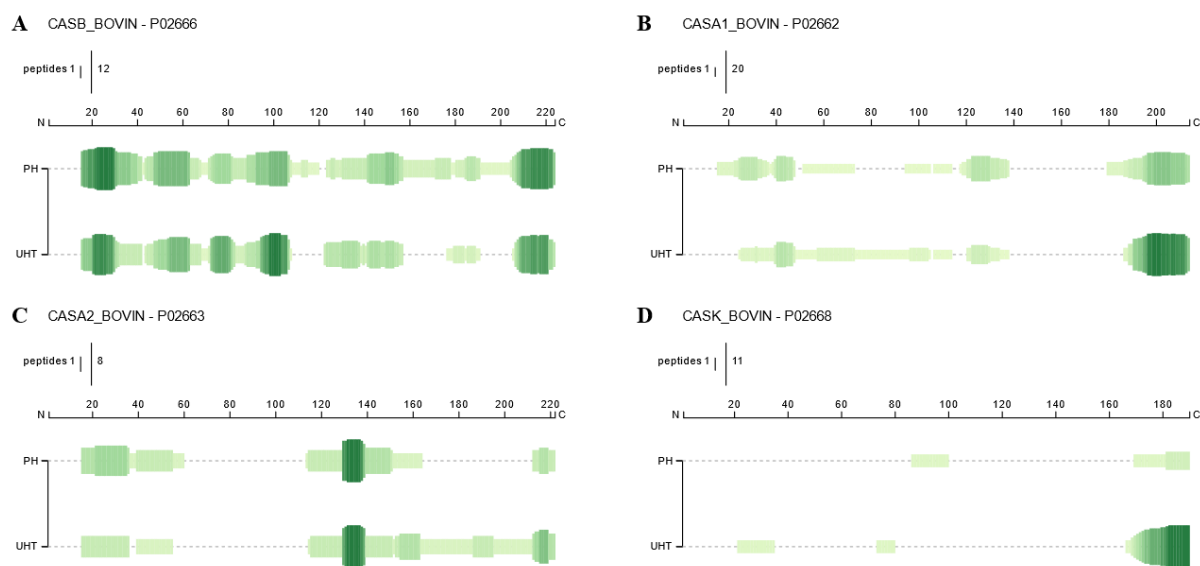 A CASB_BOVIN - P02666
peptides 1 12
20 40 60 80 100 120 140 160 180 200 220
N C
PH
UHT
B CASA1_BOVIN - P02662
peptides 1 20
20 40 60 80 100 120 140 160 180 200
N C
PH
UHT
C CASA2_BOVIN - P02663
peptides 1 8
20 40 60 80 100 120 140 160 180 200 220
N C
PH
UHT
D CASK_BOVIN - P02668
peptides 1 11
20 40 60 80 100 120 140 160 180
N C
PH
UHT